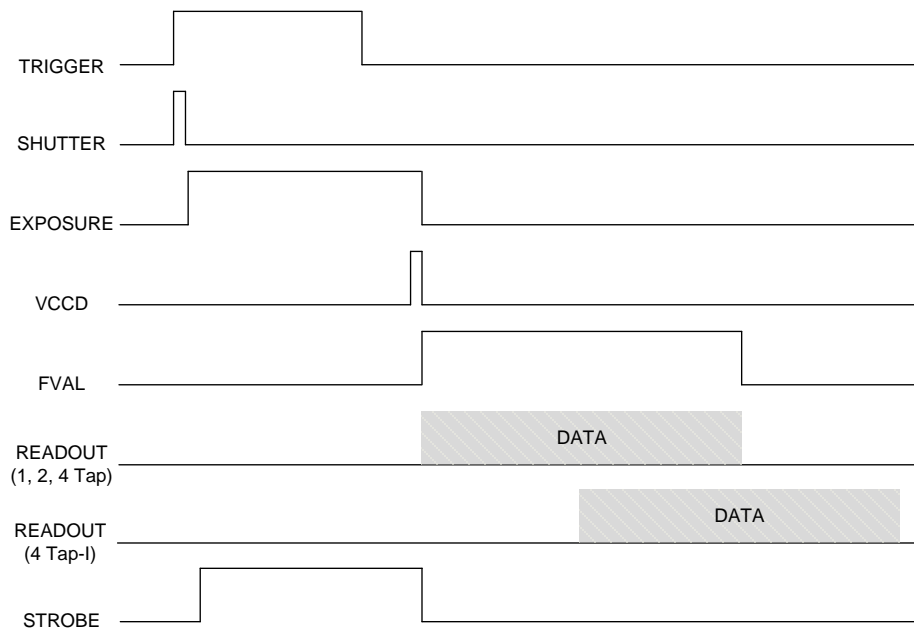 TRIGGER
SHUTTER
EXPOSURE
VCCD
FVAL
READOUT
(1, 2, 4 Tap)
DATA
READOUT
(4 Tap-I)
DATA
STROBE